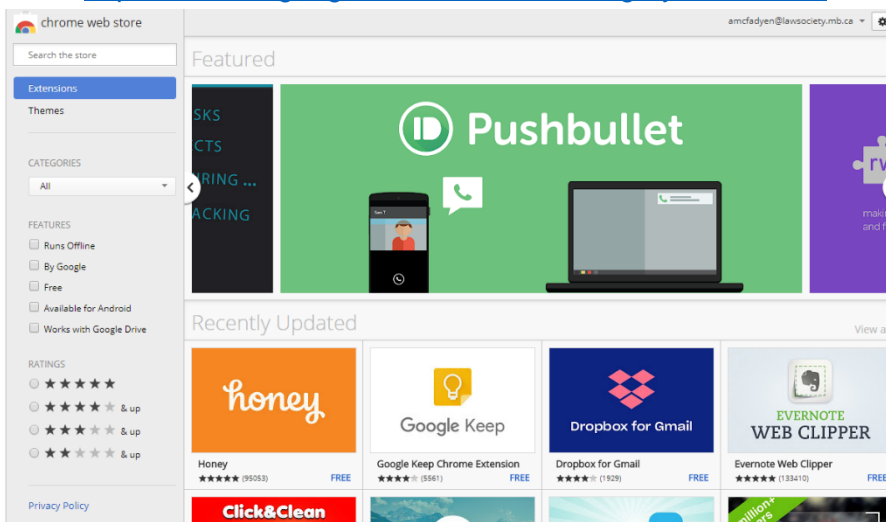 chrome web store
amcfadyen@lawsociety.mb.ca
Search the store
Extensions
Themes
CATEGORIES
All
FEATURES
Runs Offline
By Google
Free
Available for Android
Works with Google Drive
RATINGS
& up
& up
& up
Privacy Policy
Featured
SKS
CTS
RING ...
ACKING
Pushbullet
rw
makin
and f
Recently Updated
View a
honey
Honey
(95053) FREE
Google Keep
Google Keep Chrome Extension
(5561) FREE
Dropbox for Gmail
Dropbox for Gmail
(1929) FREE
EVERNOTE
WEB CLIPPER
Evernote Web Clipper
(133410) FREE
Click&Clean